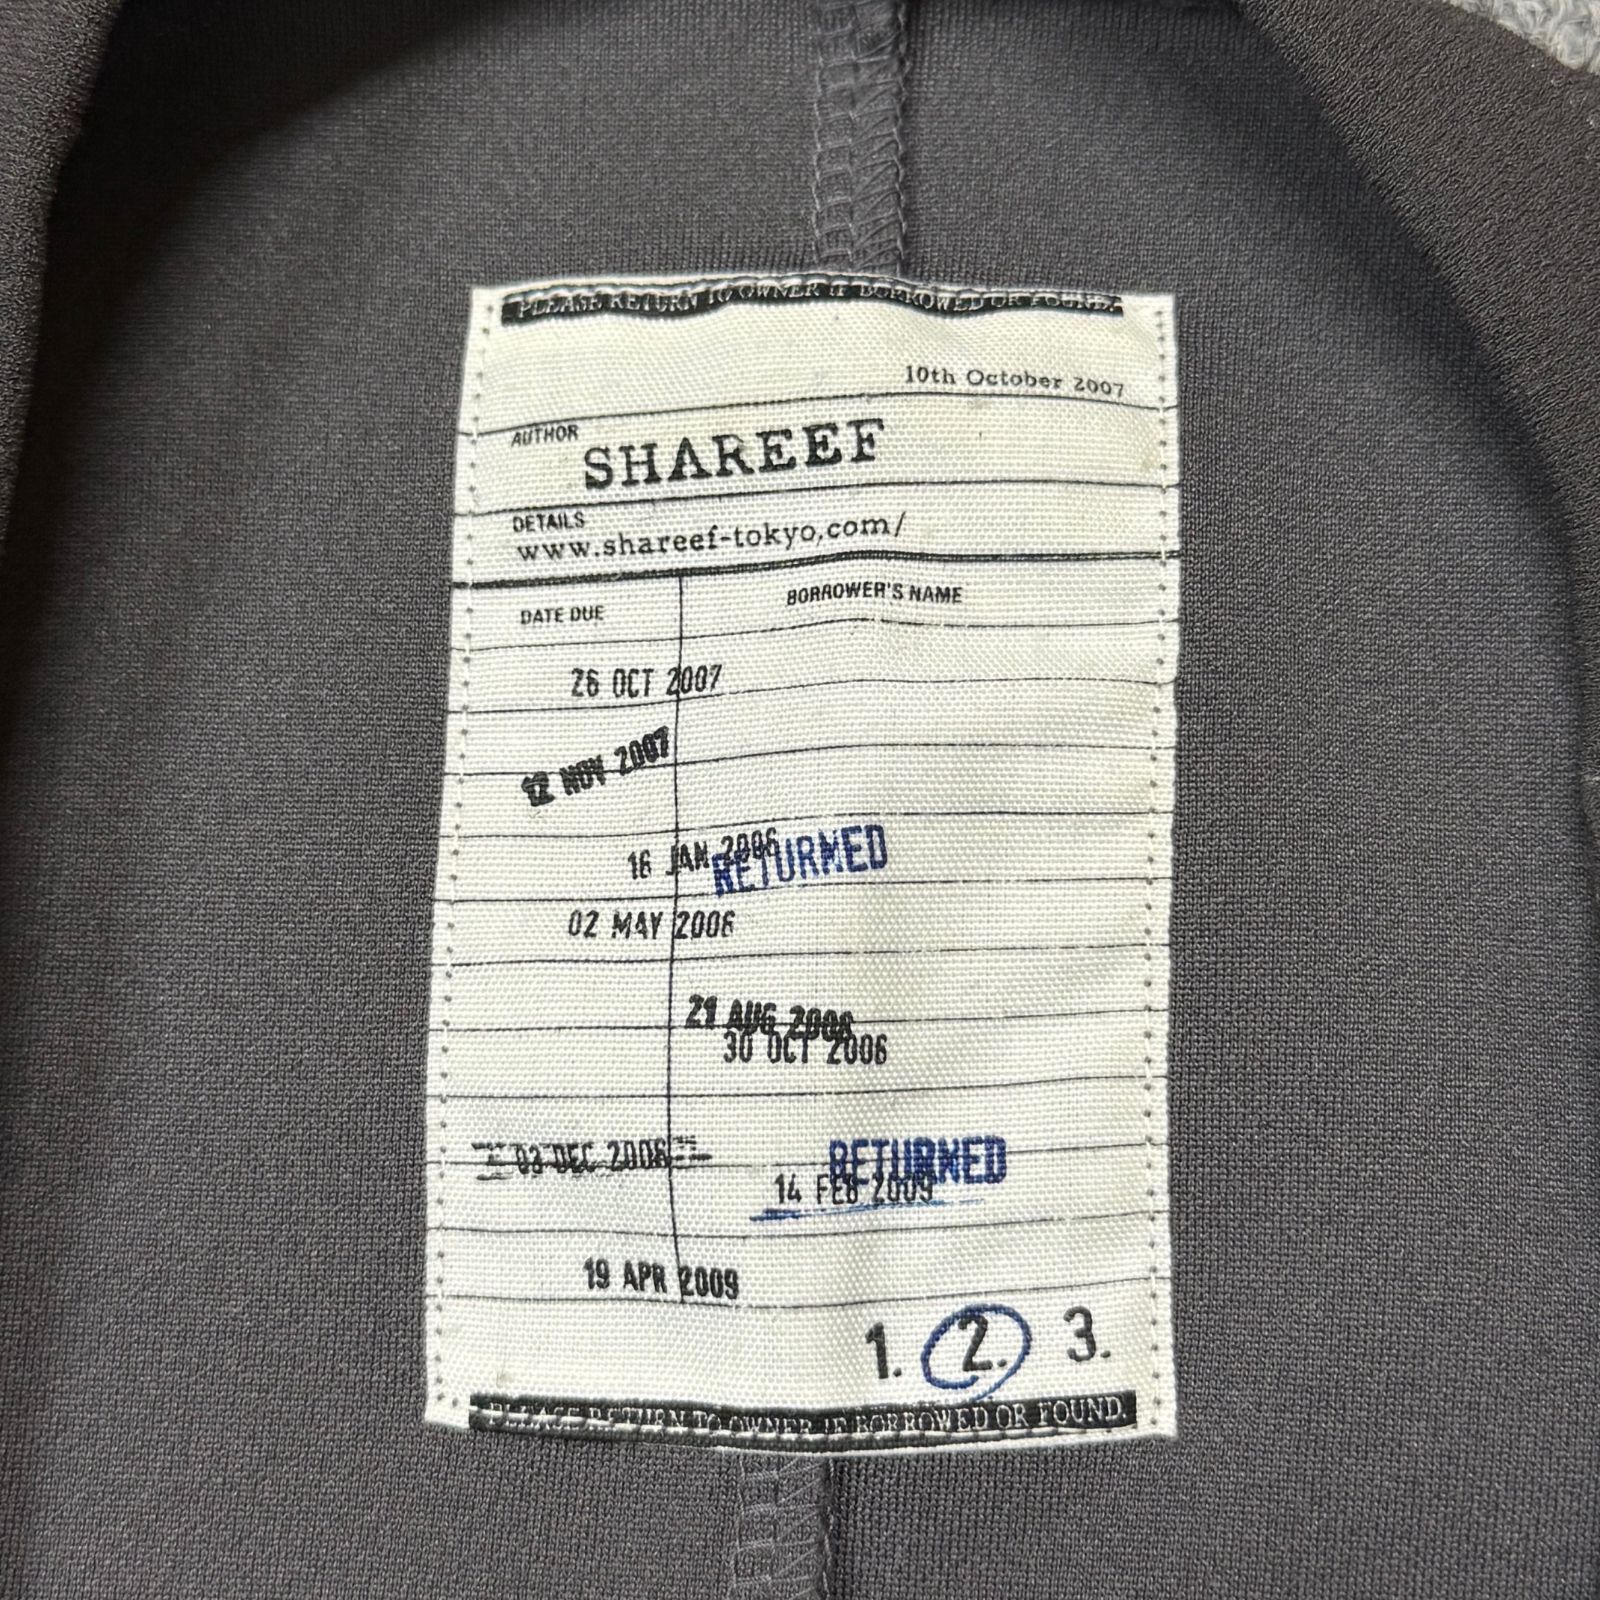 PLEASE RETURN TO OWNER IF BORROWED OR FOUND.
10th October 2007
AUTHOR SHAREEF
DETAILS
www.shareef-tokyo.com/
DATE DUE BORROWER'S NAME
26 OCT 2007
12 NOV 2007
16 JAN 2006 RETURNED
02 MAY 2006
21 AUG 2006
30 OCT 2006
03 DEC 2006 RETURNED
14 FEB 2009
19 APR 2009
1. 2. 3.
PLEASE RETURN TO OWNER IF BORROWED OR FOUND.